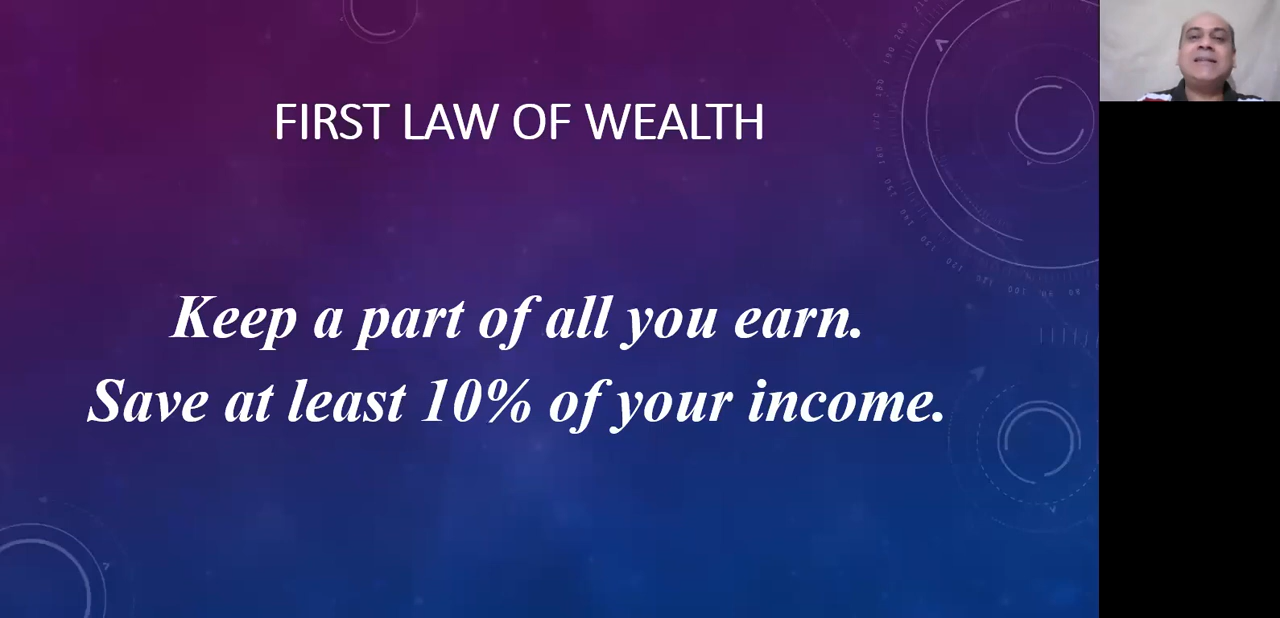 FIRST LAW OF WEALTH
Keep a part of all you earn.
Save at least 10% of your income.